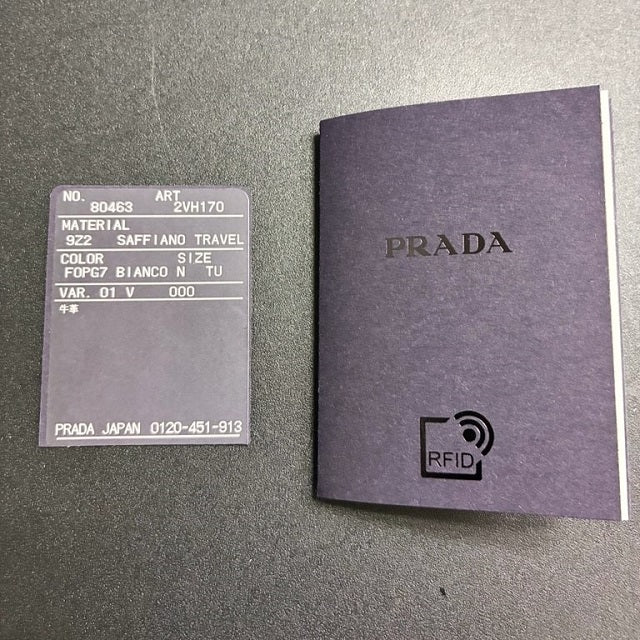 NO. ART
80463 2VH170
MATERIAL
9Z2 SAFFIANO TRAVEL
COLOR SIZE
F0PG7 BIANCO N TU
VAR. 01 V 000
牛革
PRADA JAPAN 0120-451-913
PRADA
RFID